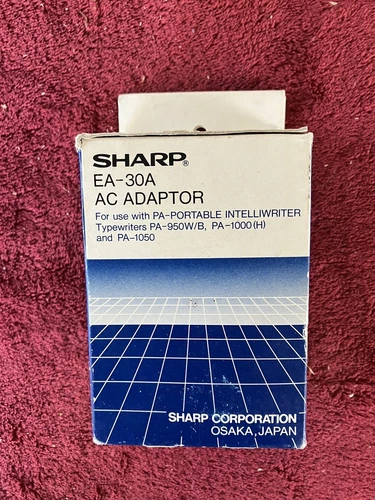 SHARP®
EA-30A
AC ADAPTOR
For use with PA-PORTABLE INTELLIWRITER
Typewriters PA-950W/B, PA-1000(H)
and PA-1050
SHARP CORPORATION
OSAKA, JAPAN